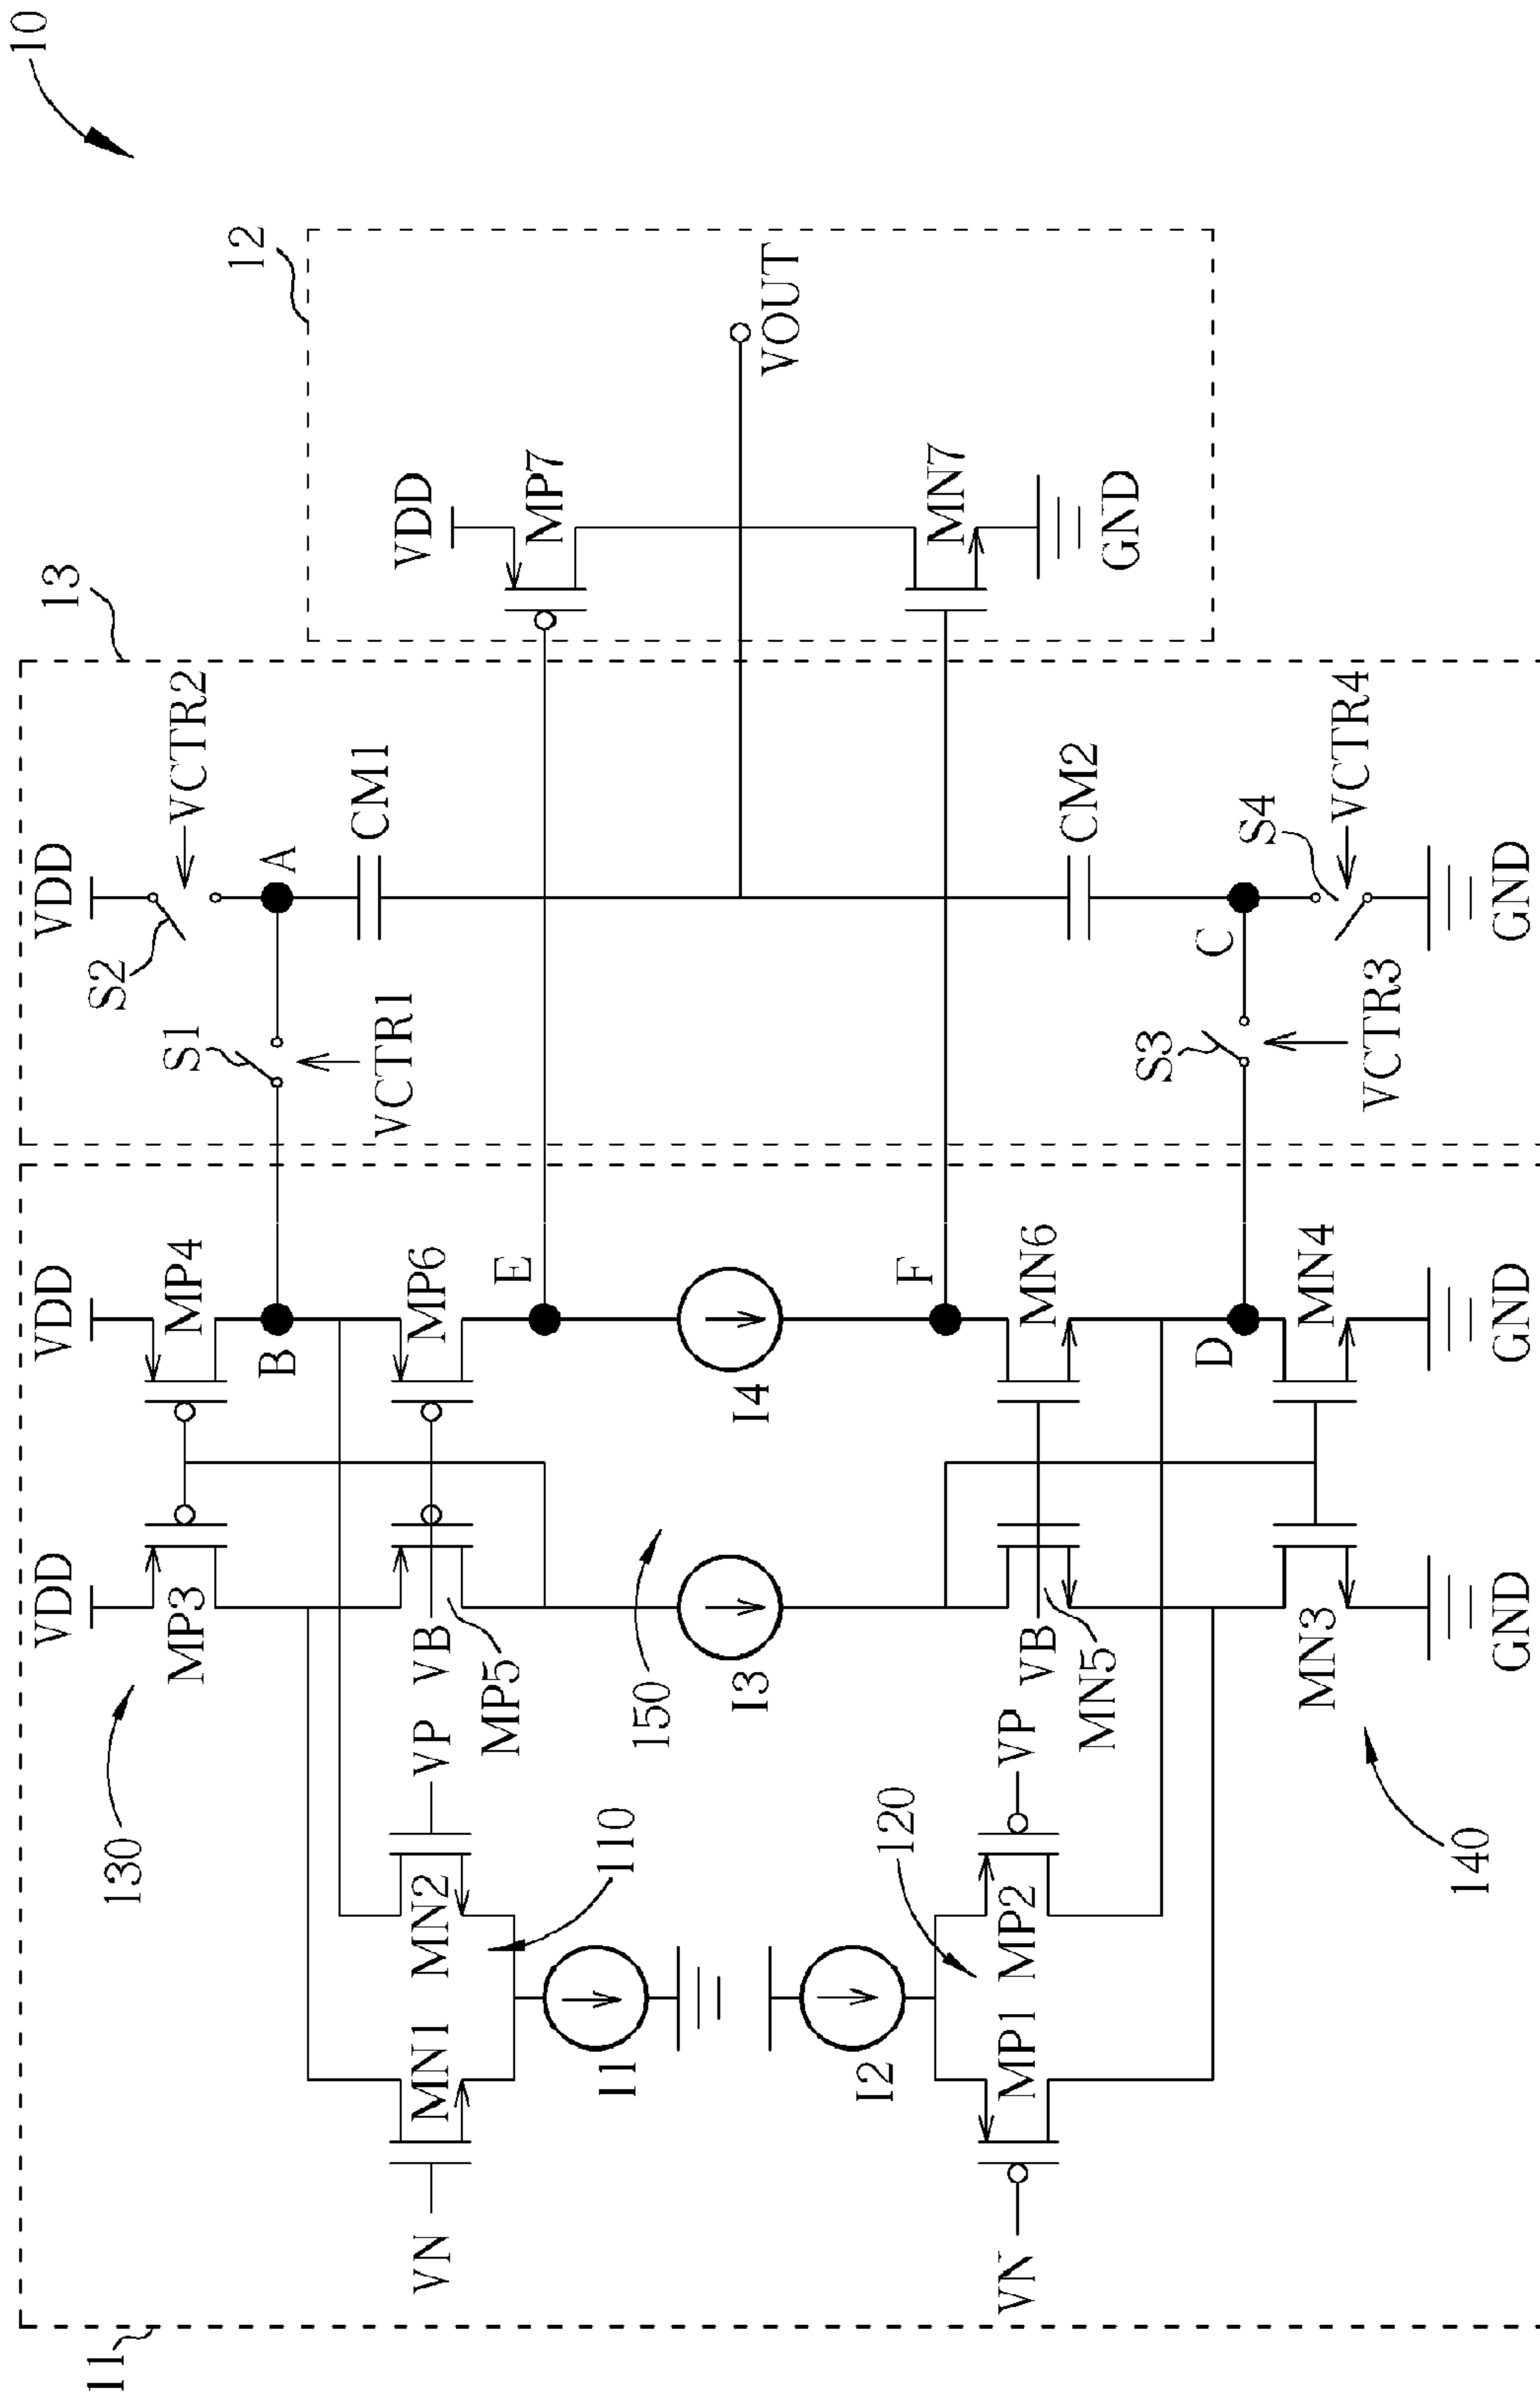 10
11
13
12
VDD
VDD
VDD
VDD
130
MP3
MP4
S2
VCTR2
S1
A
B
VCTR1
CM1
VN
MN1
MN2
VP
VB
MP5
MP6
E
VDD
MP7
110
I1
150
I3
I4
VOUT
I2
120
F
MN7
GND
VN
MP1
MP2
VP
VB
MN5
MN6
CM2
S3
D
C
S4
VCTR3
VCTR4
MN3
MN4
140
GND
GND
GND